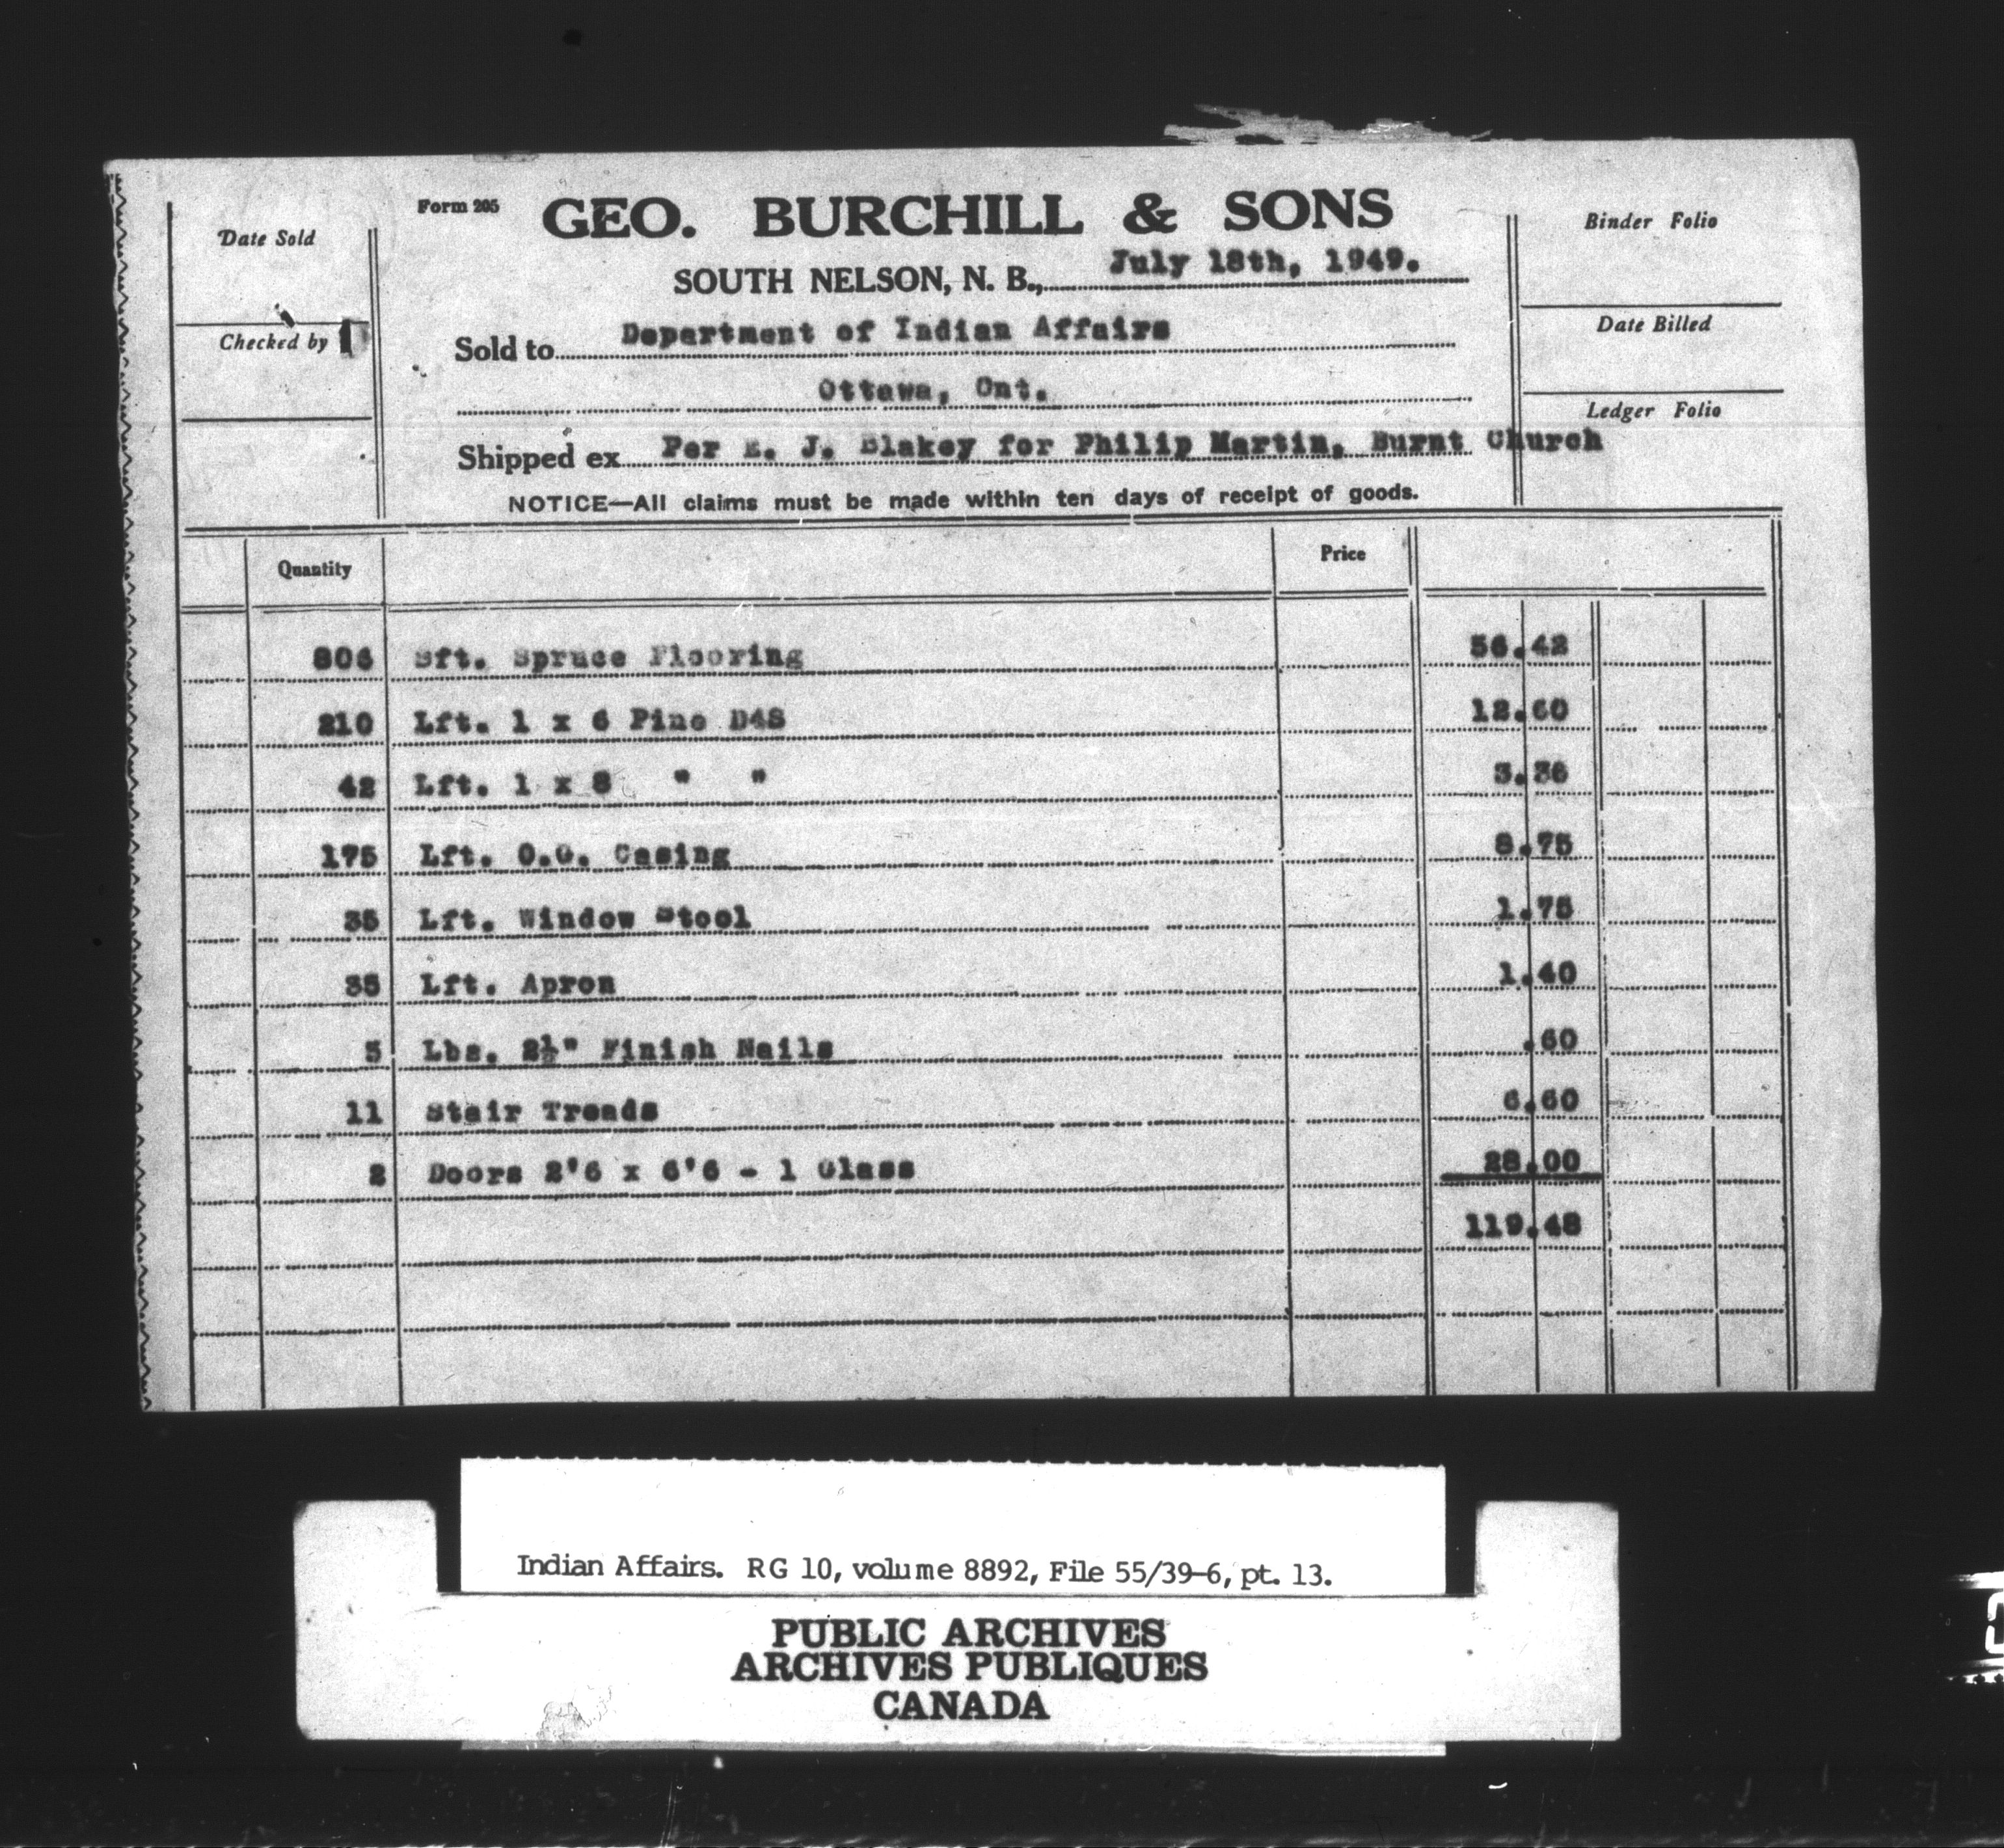 Form 205
GEO. BURCHILL & SONS
Date Sold
Binder Folio
SOUTH NELSON, N. B., July 18th, 1949.
Checked by
Date Billed
Sold to Department of Indian Affairs
Ottawa, Ont.
Ledger Folio
Shipped ex Per E. J. Blakey for Philip Martin, Burnt Church
NOTICE—All claims must be made within ten days of receipt of goods.
Quantity Price
806 Sft. Spruce Flooring 56.42
210 Lft. 1 x 6 Pine D4S 12.60
42 Lft. 1 x 8 " " 3.36
175 Lft. O.G. Casing 8.75
35 Lft. Window Stool 1.75
35 Lft. Apron 1.40
5 Lbs. 2½" Finish Nails .60
11 Stair Treads 6.60
2 Doors 2'6 x 6'6 - 1 Glass 28.00
119.48
Indian Affairs. RG 10, volume 8892, File 55/39-6, pt. 13.
PUBLIC ARCHIVES
ARCHIVES PUBLIQUES
CANADA